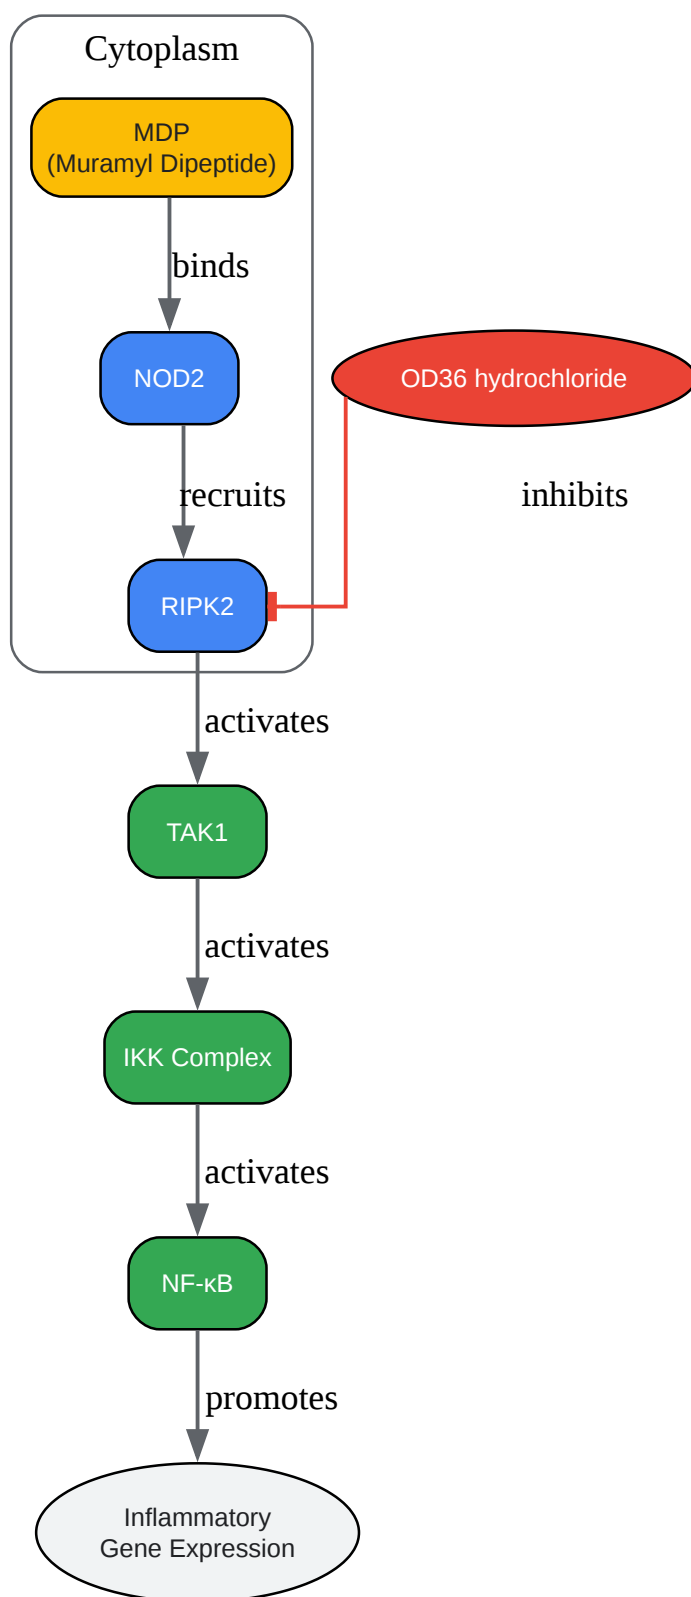 Cytoplasm
MDP
(Muramyl Dipeptide)
binds
NOD2
OD36 hydrochloride
recruits
inhibits
RIPK2
activates
TAK1
activates
IKK Complex
activates
NF-κB
promotes
Inflammatory
Gene Expression